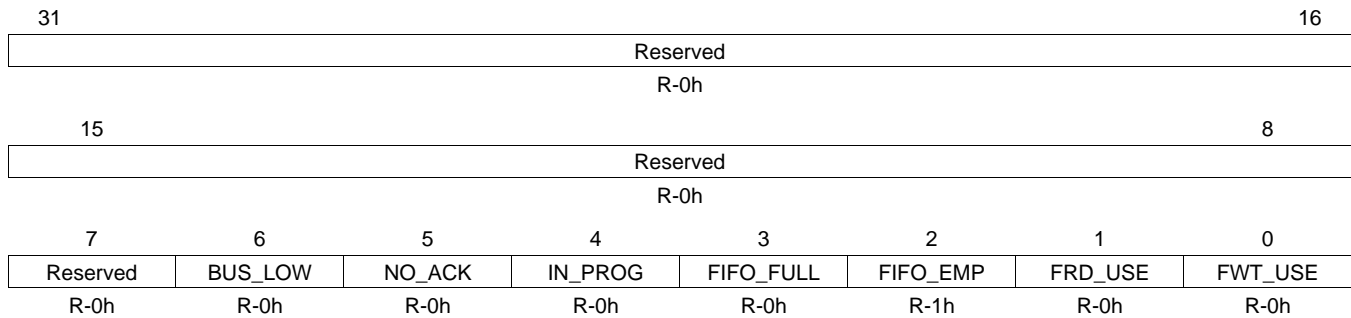 31 16
Reserved
R-0h
15 8
Reserved
R-0h
7 6 5 4 3 2 1 0
Reserved BUS_LOW NO_ACK IN_PROG FIFO_FULL FIFO_EMP FRD_USE FWT_USE
R-0h R-0h R-0h R-0h R-0h R-1h R-0h R-0h